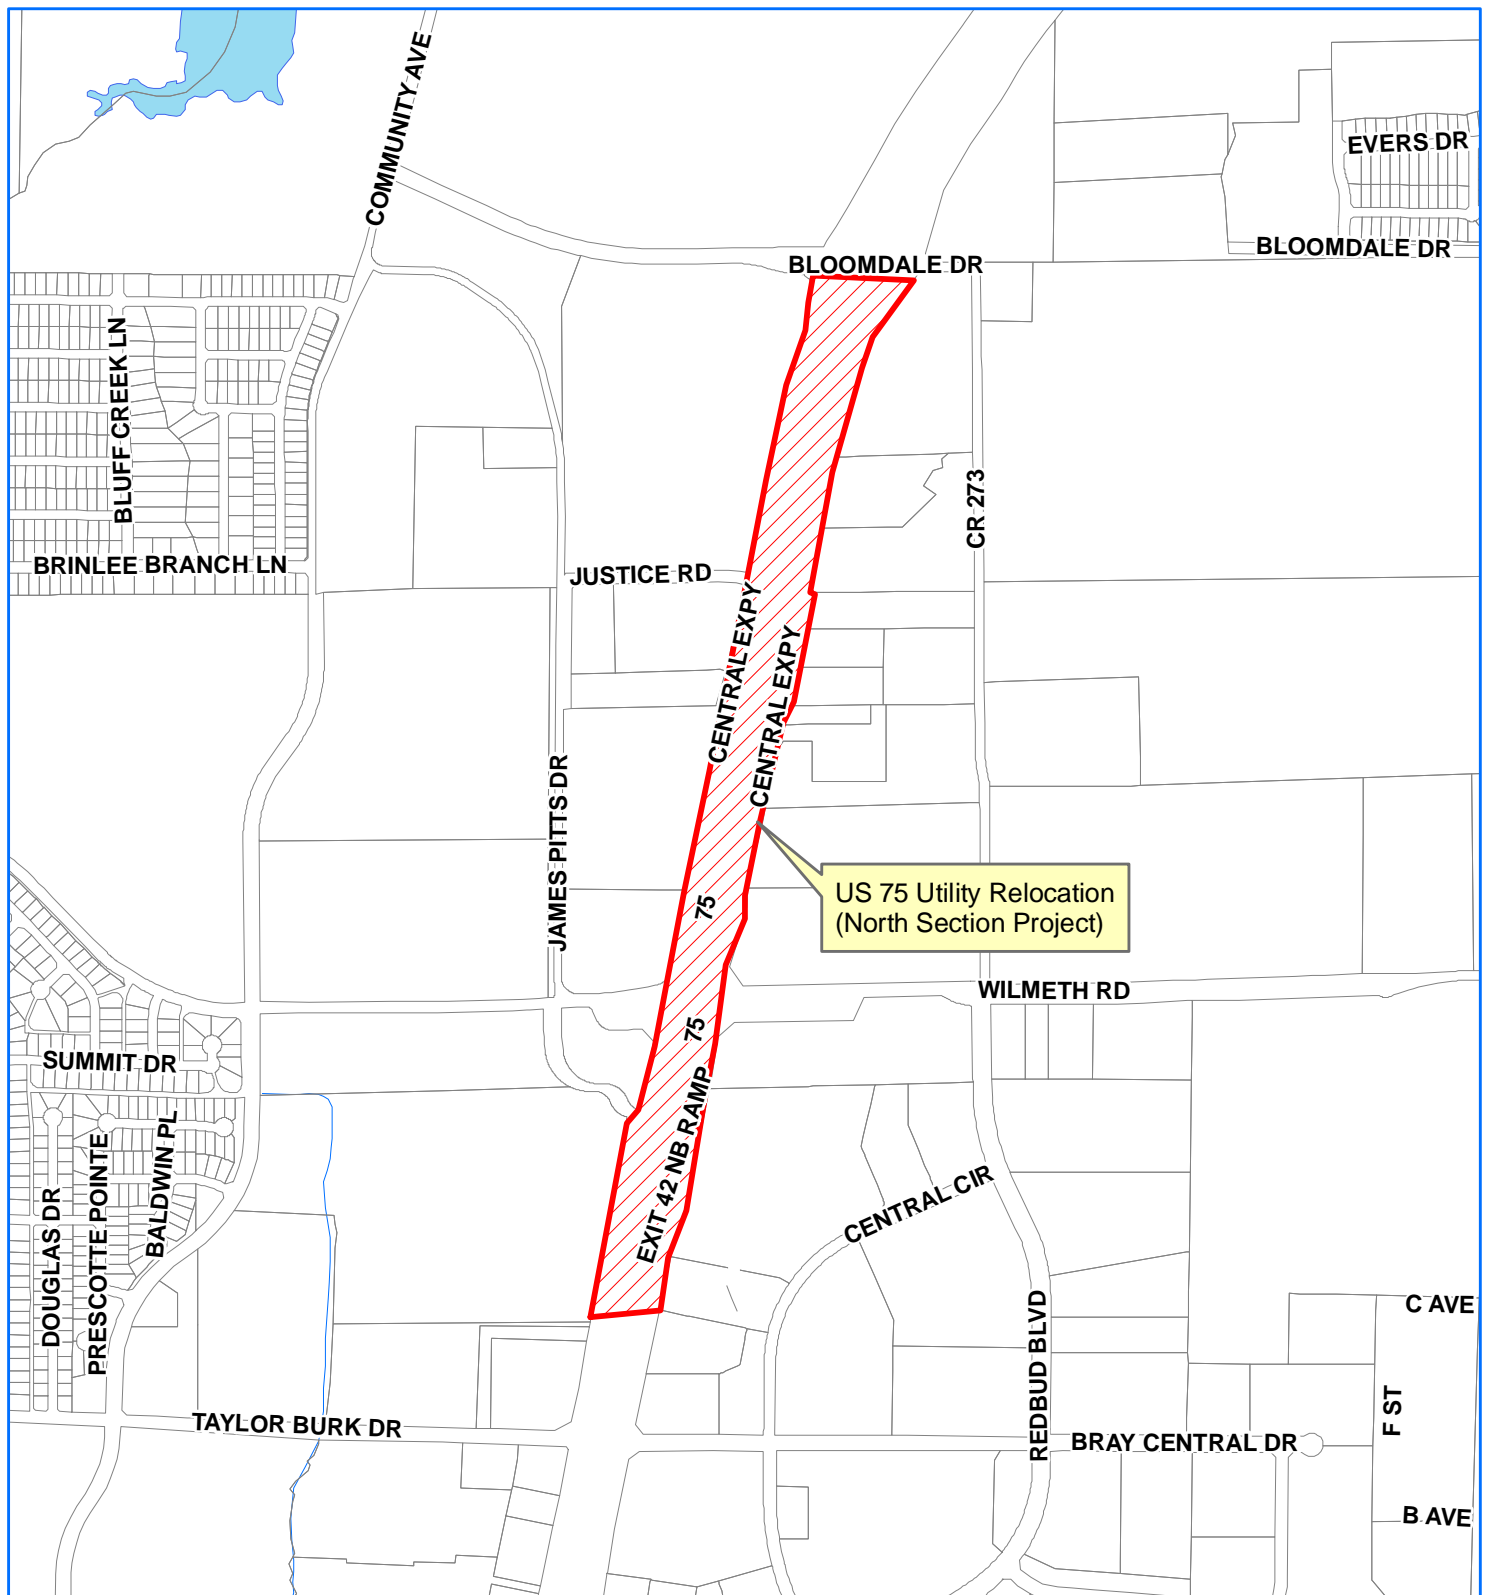 COMMUNITY AVE
EVERS DR
BLOOMDALE DR
BLOOMDALE DR
BLUFF CREEK LN
CR 273
BRINLEE BRANCH LN
JUSTICE RD
CENTRAL EXPY
CENTRAL EXPY
JAMES PITTS DR
US 75 Utility Relocation
(North Section Project)
75
WILMETH RD
75
SUMMIT DR
EXIT 42 NB RAMP
BALDWIN PL
PRESCOTTE POINTE
DOUGLAS DR
CENTRAL CIR
REDBUD BLVD
C AVE
F ST
TAYLOR BURK DR
BRAY CENTRAL DR
B AVE